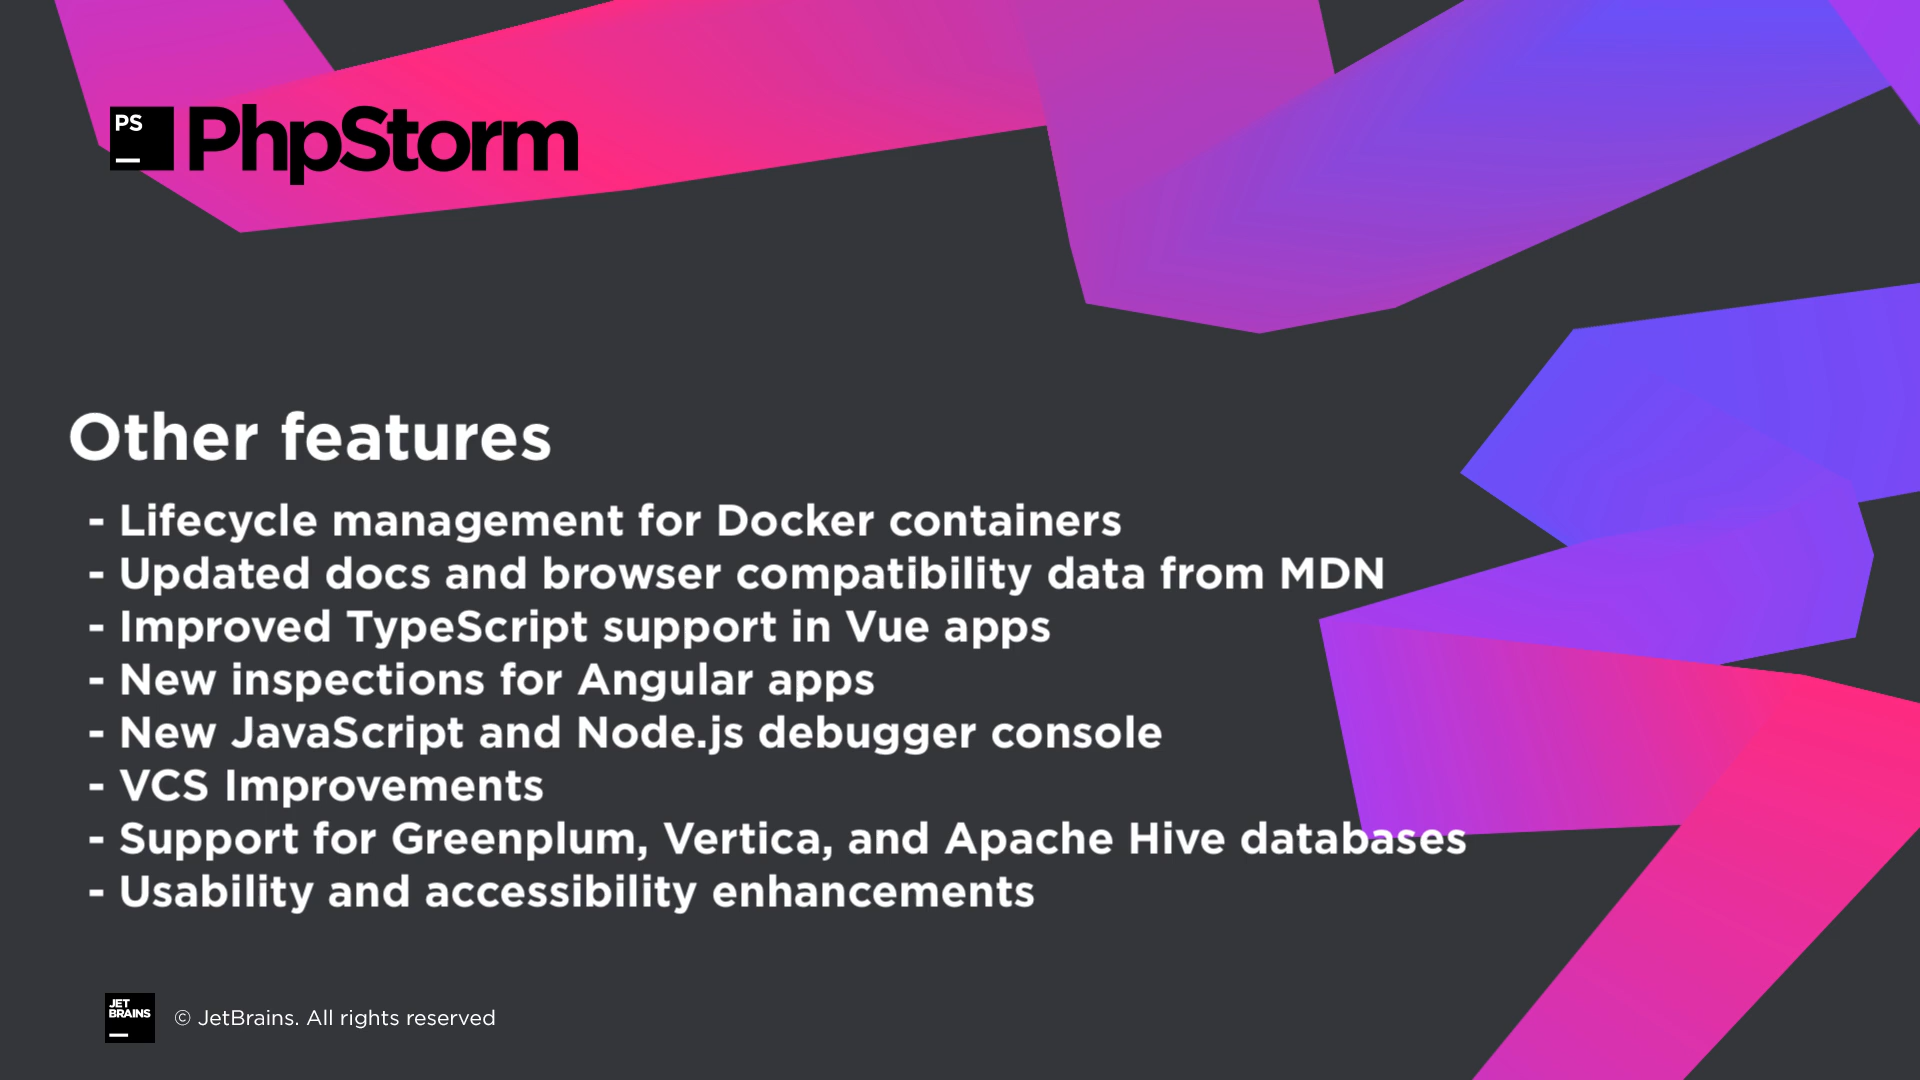 PS
PhpStorm
Other features
- Lifecycle management for Docker containers
- Updated docs and browser compatibility data from MDN
- Improved TypeScript support in Vue apps
- New inspections for Angular apps
- New JavaScript and Node.js debugger console
- VCS Improvements
- Support for Greenplum, Vertica, and Apache Hive databases
- Usability and accessibility enhancements
JET
BRAINS
© JetBrains. All rights reserved